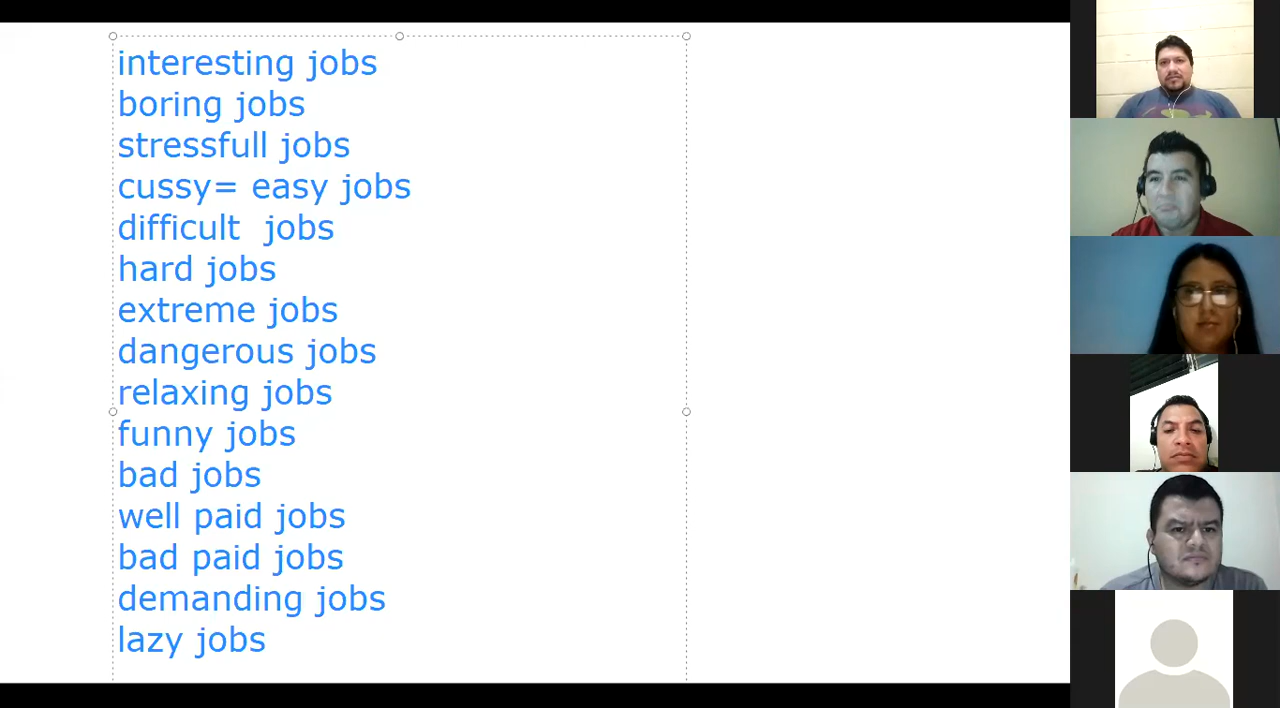 interesting jobs
boring jobs
stressfull jobs
cussy= easy jobs
difficult  jobs
hard jobs
extreme jobs
dangerous jobs
relaxing jobs
funny jobs
bad jobs
well paid jobs
bad paid jobs
demanding jobs
lazy jobs